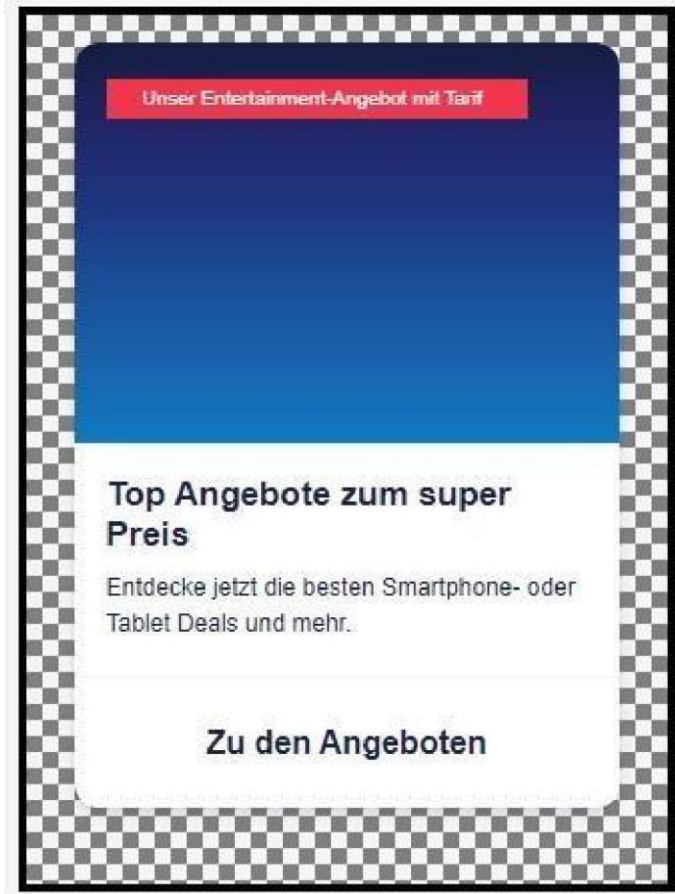 Unser Entertainment-Angebot mit Tarif
Top Angebote zum super
Preis
Entdecke jetzt die besten Smartphone- oder
Tablet Deals und mehr.
Zu den Angeboten